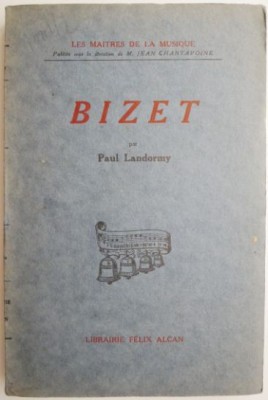 LES MAITRES DE LA MUSIQUE
Publiés sous la Direction de M. JEAN CHANTAVOINE
BIZET
par
Paul Landormy
LIBRAIRIE FÉLIX ALCAN